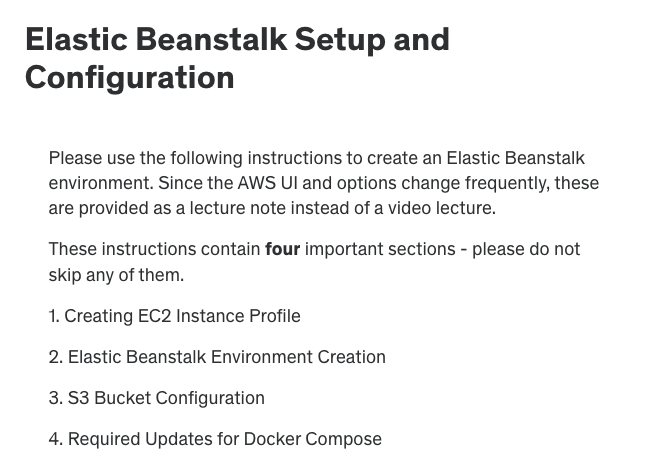 Elastic Beanstalk Setup and
Configuration
Please use the following instructions to create an Elastic Beanstalk
environment. Since the AWS UI and options change frequently, these
are provided as a lecture note instead of a video lecture.
These instructions contain four important sections - please do not
skip any of them.
1. Creating EC2 Instance Profile
2. Elastic Beanstalk Environment Creation
3. S3 Bucket Configuration
4. Required Updates for Docker Compose